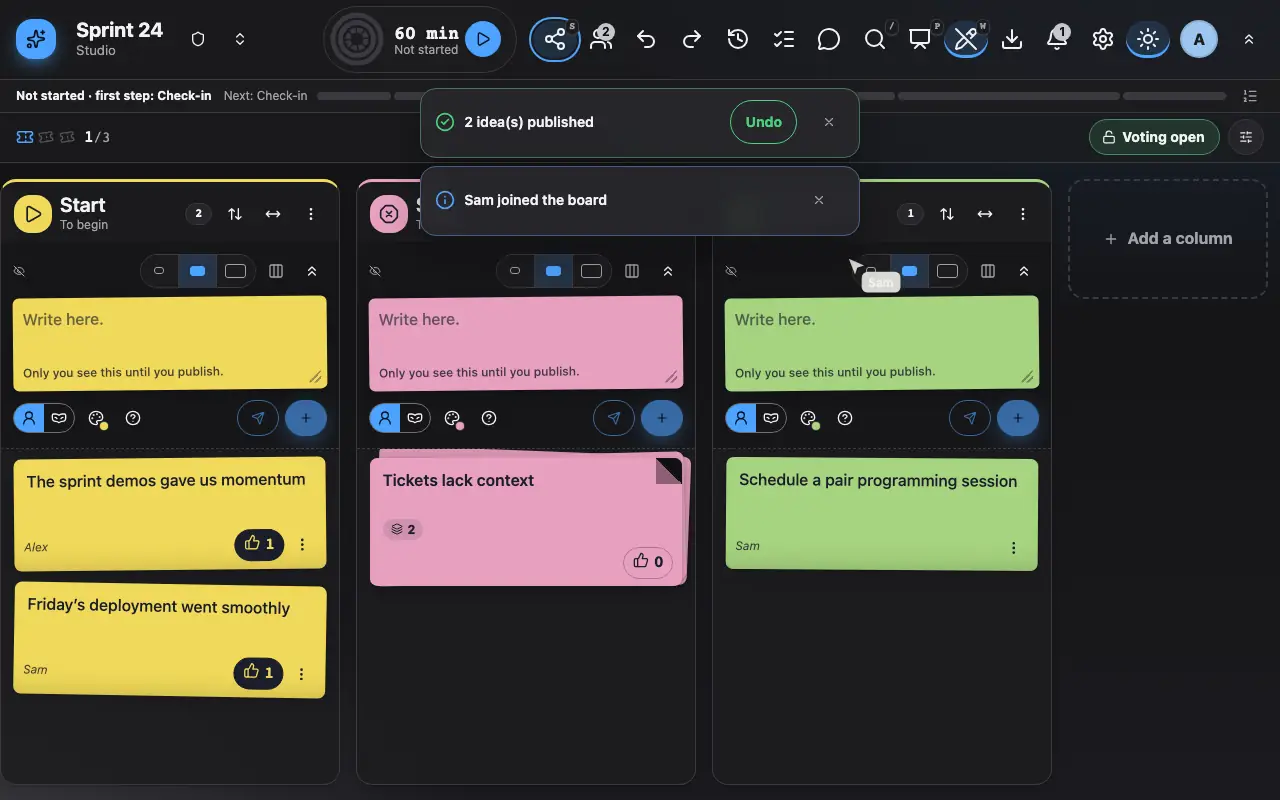 Sprint 24
Studio
60 min
Not started
S
2
/
P
W
1
A
Not started · first step: Check-in
Next: Check-in
1/3
2 idea(s) published
Undo
Voting open
Sam joined the board
Start
To begin
2
1
Add a column
Sam
Write here.
Only you see this until you publish.
Write here.
Only you see this until you publish.
Write here.
Only you see this until you publish.
The sprint demos gave us momentum
Alex
1
Friday's deployment went smoothly
Sam
1
Tickets lack context
2
0
Schedule a pair programming session
Sam